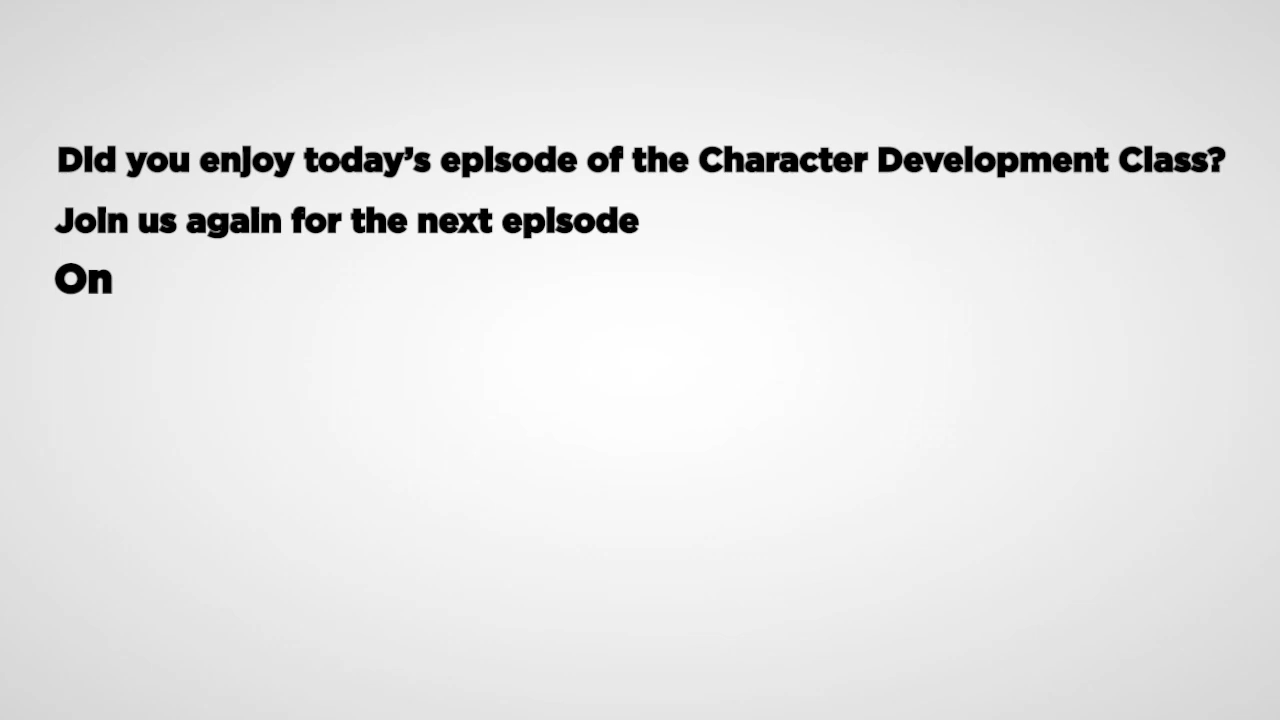 Did you enjoy today’s episode of the Character Development Class?
Join us again for the next episode
On